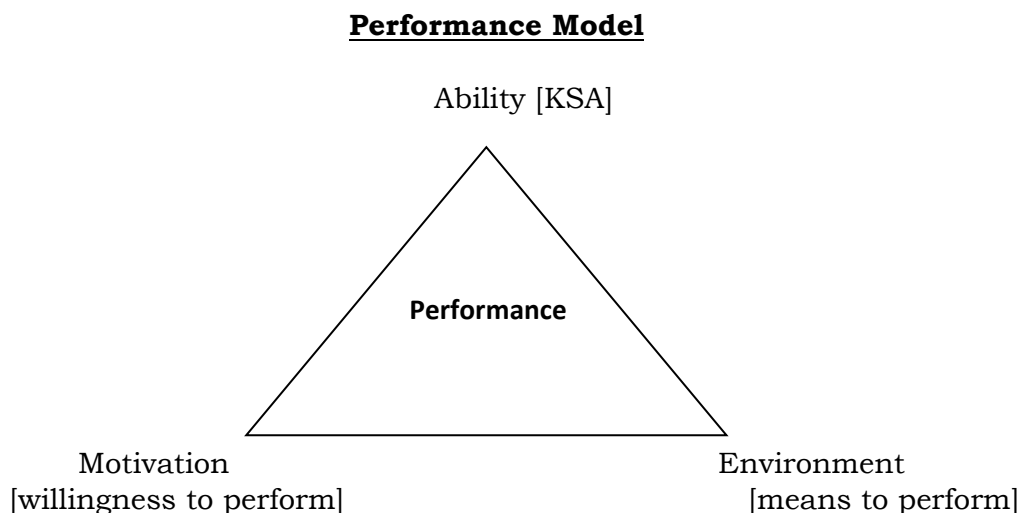 Performance Model
Ability [KSA]
Performance
Motivation
[willingness to perform]
Environment
[means to perform]